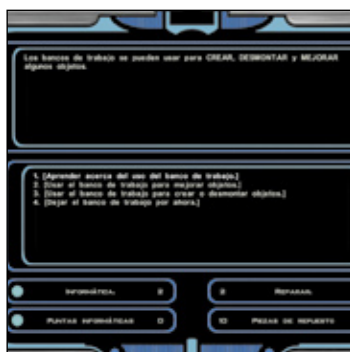 Los bancos de trabajo se pueden usar para CREAR, DESMONTAR y MEJORAR
algunos objetos.
1. [Aprender acerca del uso del banco de trabajo.]
2. [Usar el banco de trabajo para mejorar objetos.]
3. [Usar el banco de trabajo para crear o desmontar objetos.]
4. [Dejar el banco de trabajo por ahora.]
INFORMÁTICA. 2
2 REPARAR.
PUNTAS INFORMÁTICAS 0
10 PIEZAS DE REPUESTO